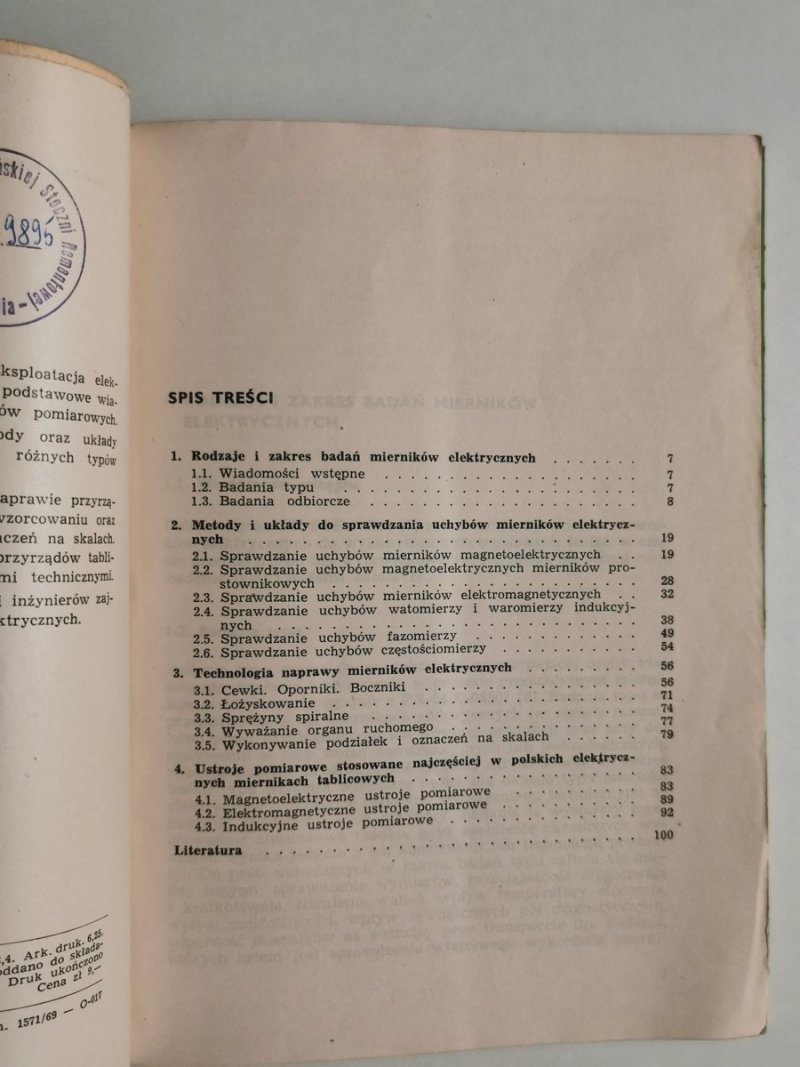 skiej Stoczni Remontowej
9895
ia -
ksploatacja elek-
podstawowe wia-
ów pomiarowych.
ody oraz układy
różnych typów
aprawie przyrzą-
wzorcowaniu oraz
czeń na skalach.
orzyrządów tabli-
mi technicznymi.
i inżynierów zaj-
ktrycznych.
,4. Ark. druk. 6,25.
oddano do składa-
Druk ukończono
Cena zł 9,—
m. 1571/69 — O-017
SPIS TREŚCI
1. Rodzaje i zakres badań mierników elektrycznych . . . . . . . 7
1.1. Wiadomości wstępne . . . . . . . . . . . . . . . . . 7
1.2. Badania typu . . . . . . . . . . . . . . . . . . . 7
1.3. Badania odbiorcze . . . . . . . . . . . . . . . . . . 8
2. Metody i układy do sprawdzania uchybów mierników elektrycz-
nych . . . . . . . . . . . . . . . . . . . . . . . . . 19
2.1. Sprawdzanie uchybów mierników magnetoelektrycznych . . 19
2.2. Sprawdzanie uchybów magnetoelektrycznych mierników pro-
stownikowych . . . . . . . . . . . . . . . . . . . . 28
2.3. Sprawdzanie uchybów mierników elektromagnetycznych . . 32
2.4. Sprawdzanie uchybów watomierzy i waromierzy indukcyj-
nych . . . . . . . . . . . . . . . . . . . . . . . . 38
2.5. Sprawdzanie uchybów fazomierzy . . . . . . . . . . . 49
2.6. Sprawdzanie uchybów częstościomierzy . . . . . . . . . 54
3. Technologia naprawy mierników elektrycznych . . . . . . . . . 56
3.1. Cewki. Oporniki. Boczniki . . . . . . . . . . . . . . 56
3.2. Łożyskowanie . . . . . . . . . . . . . . . . . . . . 71
3.3. Sprężyny spiralne . . . . . . . . . . . . . . . . . . 74
3.4. Wyważanie organu ruchomego . . . . . . . . . . . . . 77
3.5. Wykonywanie podziałek i oznaczeń na skalach . . . . . . 79
4. Ustroje pomiarowe stosowane najczęściej w polskich elektrycz-
nych miernikach tablicowych . . . . . . . . . . . . . . . 83
4.1. Magnetoelektryczne ustroje pomiarowe . . . . . . . . . 83
4.2. Elektromagnetyczne ustroje pomiarowe . . . . . . . . . 89
4.3. Indukcyjne ustroje pomiarowe . . . . . . . . . . . . . 92
Literatura . . . . . . . . . . . . . . . . . . . . . . . . 100